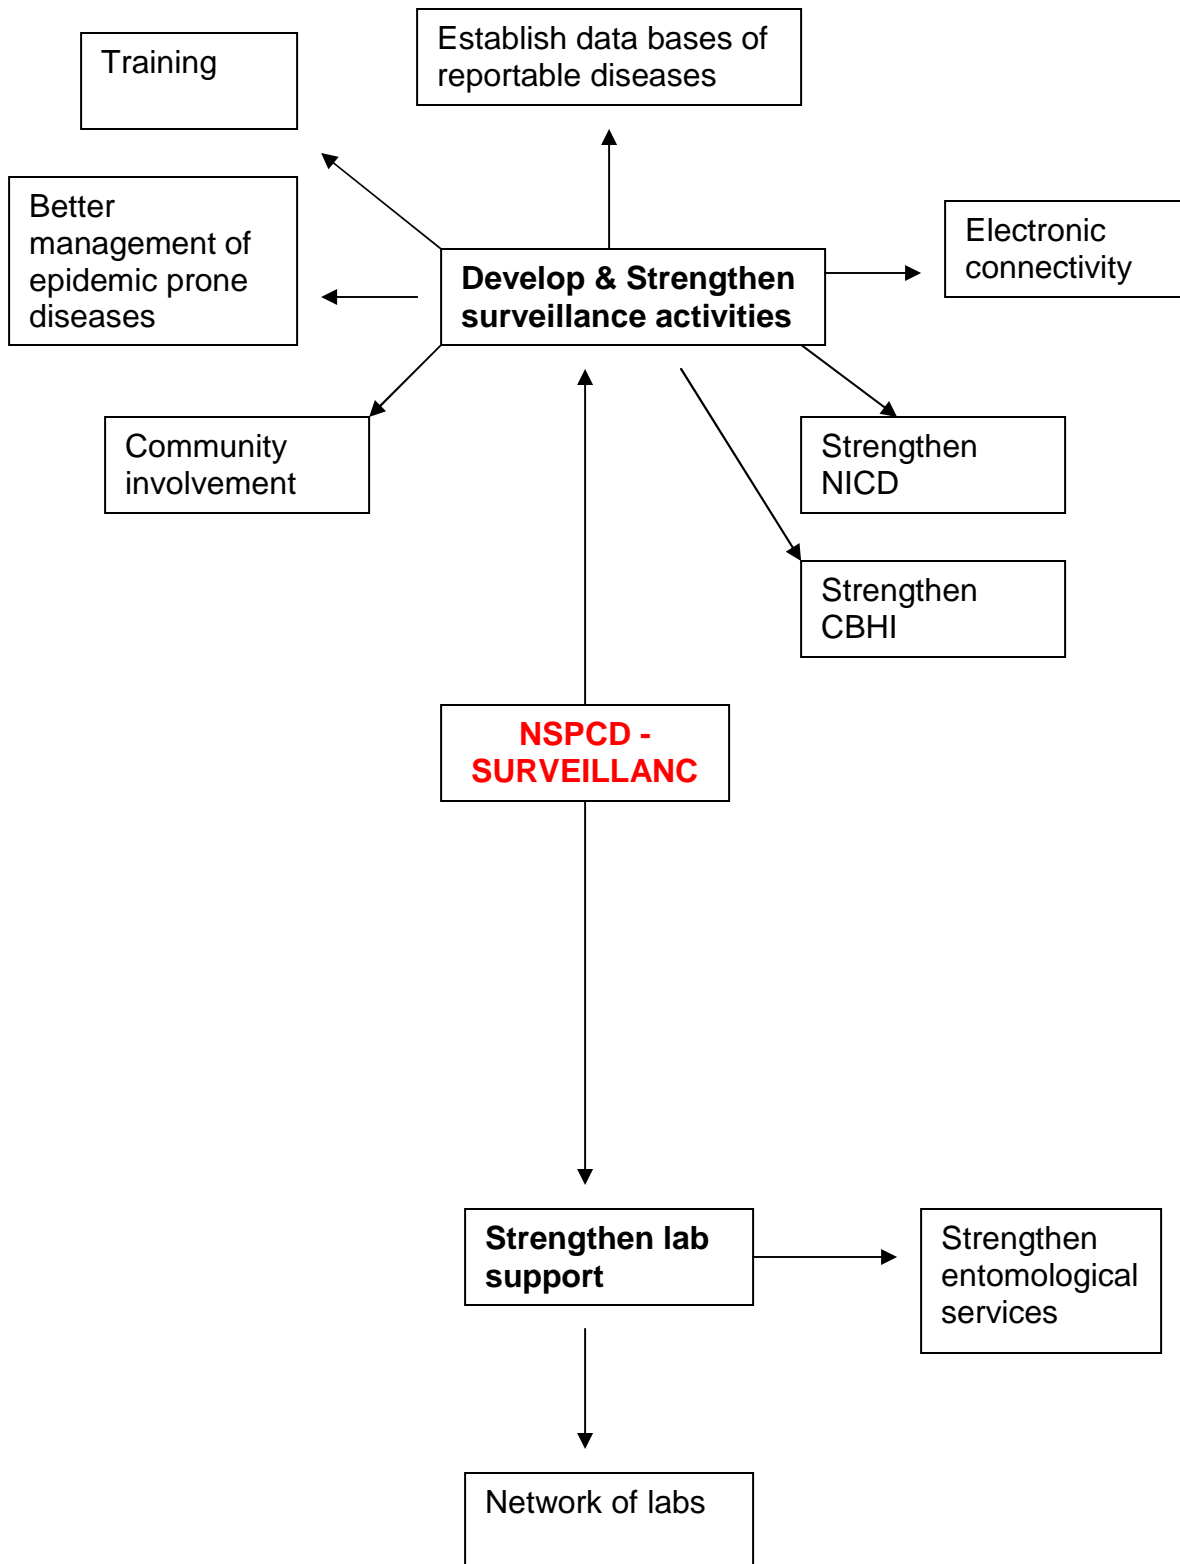 Establish data bases of
reportable diseases
Training
Better
management of
epidemic prone
diseases
Electronic
connectivity
Develop & Strengthen
surveillance activities
Community
involvement
Strengthen
NICD
Strengthen
CBHI
NSPCD -
SURVEILLANC
Strengthen lab
support
Strengthen
entomological
services
Network of labs